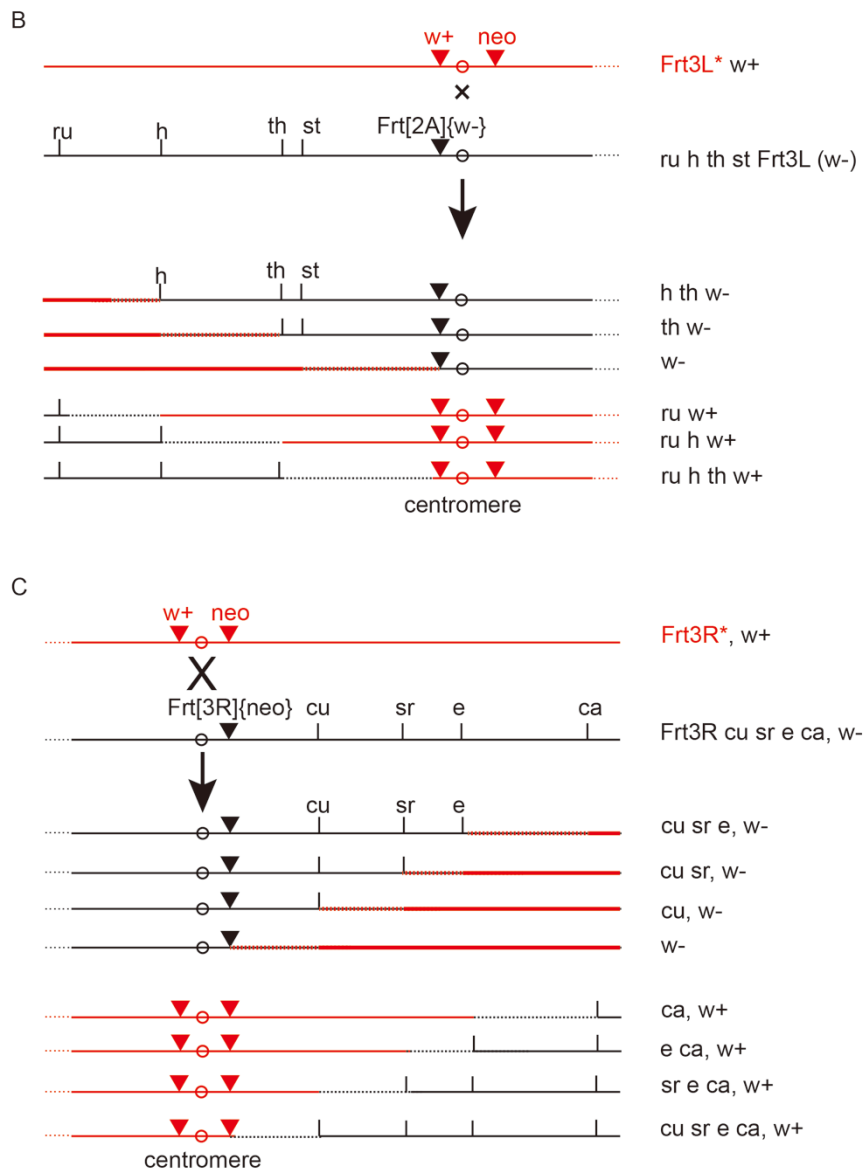 B
w+ neo
Frt3L* w+
Frt[2A]{w-}
ru h th st
ru h th st Frt3L (w-)
h th st
h th w-
th w-
w-
ru w+
ru h w+
ru h th w+
centromere
C
w+ neo
Frt3R*, w+
Frt[3R]{neo} cu sr e ca
Frt3R cu sr e ca, w-
cu sr e
cu sr e, w-
cu sr, w-
cu, w-
w-
ca, w+
e ca, w+
sr e ca, w+
cu sr e ca, w+
centromere